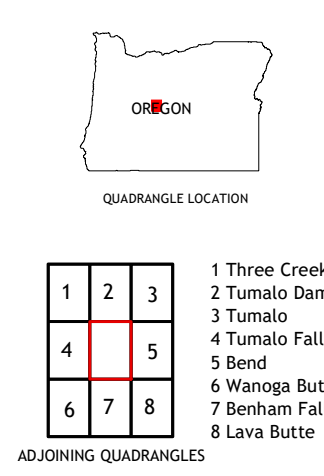 OREGON
QUADRANGLE LOCATION
1 2 3
4 5
6 7 8
1 Three Creek
2 Tumalo Dam
3 Tumalo
4 Tumalo Fall
5 Bend
6 Wanoga But
7 Benham Fal
8 Lava Butte
ADJOINING QUADRANGLES